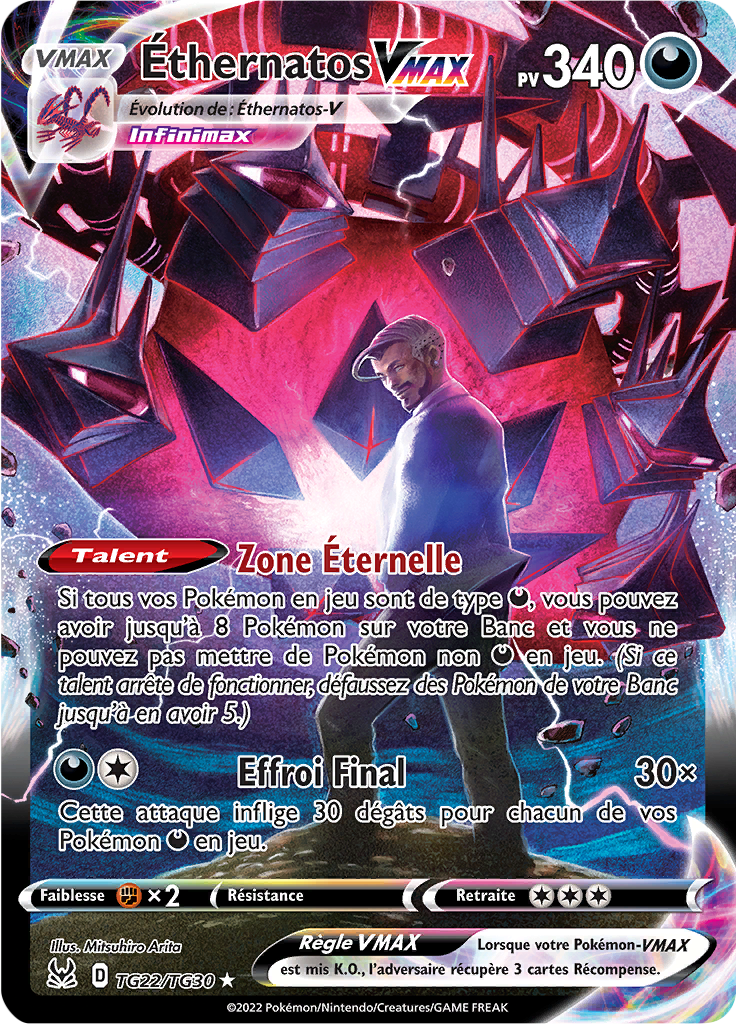 VMAX
Éthernatos VMAX
PV 340
Évolution de : Éthernatos-V
Infinimax
Talent Zone Éternelle
Si tous vos Pokémon en jeu sont de type , vous pouvez
avoir jusqu'à 8 Pokémon sur votre Banc et vous ne
pouvez pas mettre de Pokémon non en jeu. (Si ce
talent arrête de fonctionner, défaussez des Pokémon de votre Banc
jusqu'à en avoir 5.)
Effroi Final 30×
Cette attaque inflige 30 dégâts pour chacun de vos
Pokémon en jeu.
Faiblesse ×2 Résistance Retraite
Illus. Mitsuhiro Arita
D TG22/TG30 ★
Règle VMAX Lorsque votre Pokémon-VMAX
est mis K.O., l'adversaire récupère 3 cartes Récompense.
©2022 Pokémon/Nintendo/Creatures/GAME FREAK